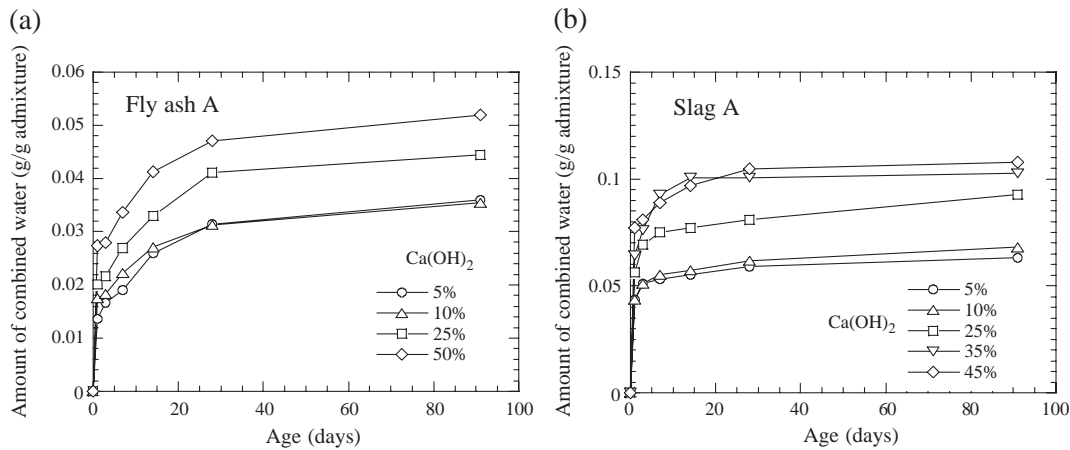 (a)
Amount of combined water (g/g admixture)
0.06
0.05
0.04
0.03
0.02
0.01
0
Fly ash A
Ca(OH)2
5%
10%
25%
50%
0 20 40 60 80 100
Age (days)
(b)
Amount of combined water (g/g admixture)
0.15
0.1
0.05
0
Slag A
Ca(OH)2
5%
10%
25%
35%
45%
0 20 40 60 80 100
Age (days)